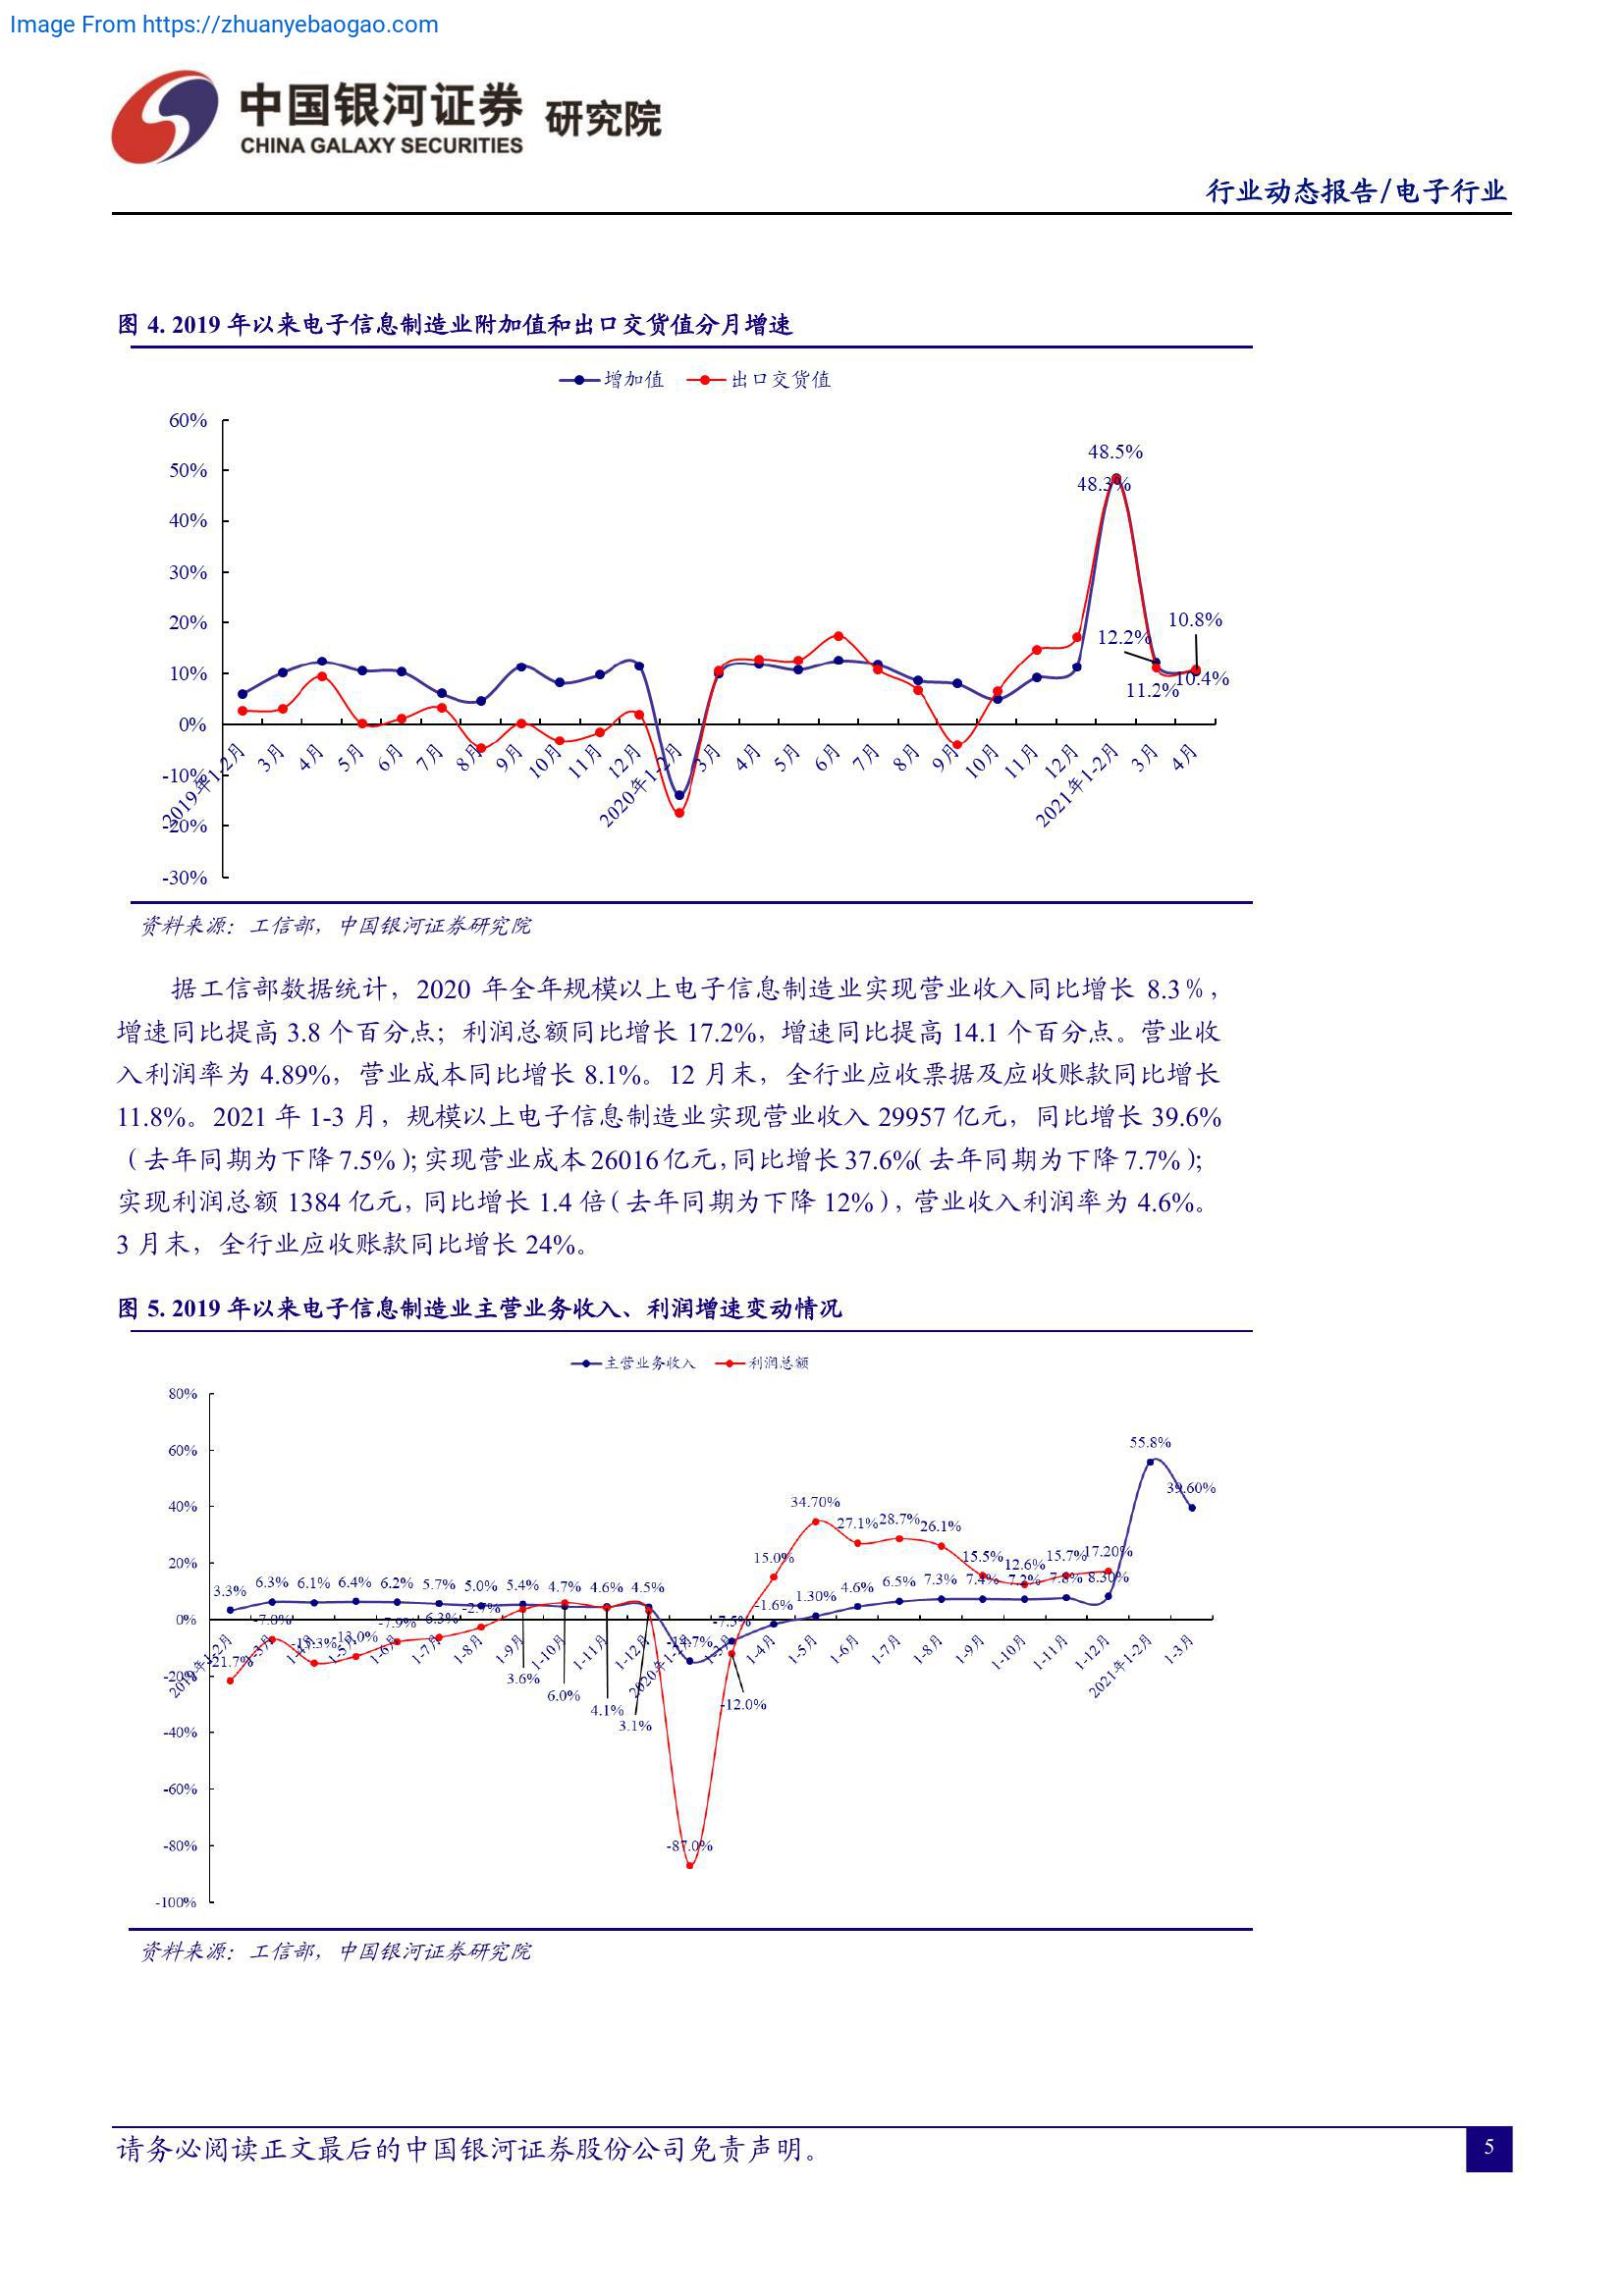 Image From https://zhuanyebaogao.com
中国银河证券 研究院
CHINA GALAXY SECURITIES
行业动态报告/电子行业
图 4. 2019 年以来电子信息制造业附加值和出口交货值分月增速
增加值 出口交货值
60%
50%
40%
30%
20%
10%
0%
-10%
-20%
-30%
48.5%
48.3%
12.2%
11.2%
10.8%
10.4%
2019年1-2月 3月 4月 5月 6月 7月 8月 9月 10月 11月 12月 2020年1-2月 3月 4月 5月 6月 7月 8月 9月 10月 11月 12月 2021年1-2月 3月 4月
资料来源：工信部，中国银河证券研究院
据工信部数据统计，2020 年全年规模以上电子信息制造业实现营业收入同比增长 8.3%，
增速同比提高 3.8 个百分点；利润总额同比增长 17.2%，增速同比提高 14.1 个百分点。营业收
入利润率为 4.89%，营业成本同比增长 8.1%。12 月末，全行业应收票据及应收账款同比增长
11.8%。2021 年 1-3 月，规模以上电子信息制造业实现营业收入 29957 亿元，同比增长 39.6%
（去年同期为下降 7.5%）；实现营业成本 26016 亿元，同比增长 37.6%（去年同期为下降 7.7%）；
实现利润总额 1384 亿元，同比增长 1.4 倍（去年同期为下降 12%），营业收入利润率为 4.6%。
3 月末，全行业应收账款同比增长 24%。
图 5. 2019 年以来电子信息制造业主营业务收入、利润增速变动情况
主营业务收入 利润总额
80%
60%
40%
20%
0%
-20%
-40%
-60%
-80%
-100%
3.3% 6.3% 6.1% 6.4% 6.2% 5.7% 5.0% 5.4% 4.7% 4.6% 4.5% -14.7% -7.5% -1.6% 1.30% 4.6% 6.5% 7.3% 7.4% 7.2% 7.8% 8.30% 55.8% 39.60%
-21.7% -7.0% -13.0% -7.9% -6.3% -2.7% 3.6% 6.0% 4.1% 3.1% -87.0% -12.0% 15.0% 34.70% 27.1% 28.7% 26.1% 15.5% 12.6% 15.7% 17.20%
2019年1-2月 1-3月 1-4月 1-5月 1-6月 1-7月 1-8月 1-9月 1-10月 1-11月 1-12月 2020年1-2月 1-3月 1-4月 1-5月 1-6月 1-7月 1-8月 1-9月 1-10月 1-11月 1-12月 2021年1-2月 1-3月
资料来源：工信部，中国银河证券研究院
请务必阅读正文最后的中国银河证券股份公司免责声明。
5